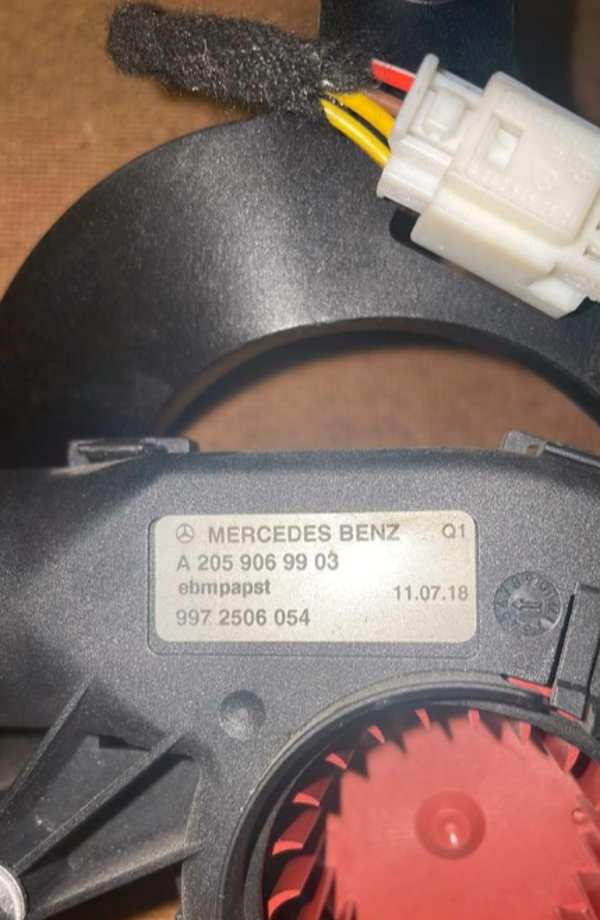 MERCEDES BENZ Q1
A 205 906 99 03
ebmpapst 11.07.18
997 2506 054